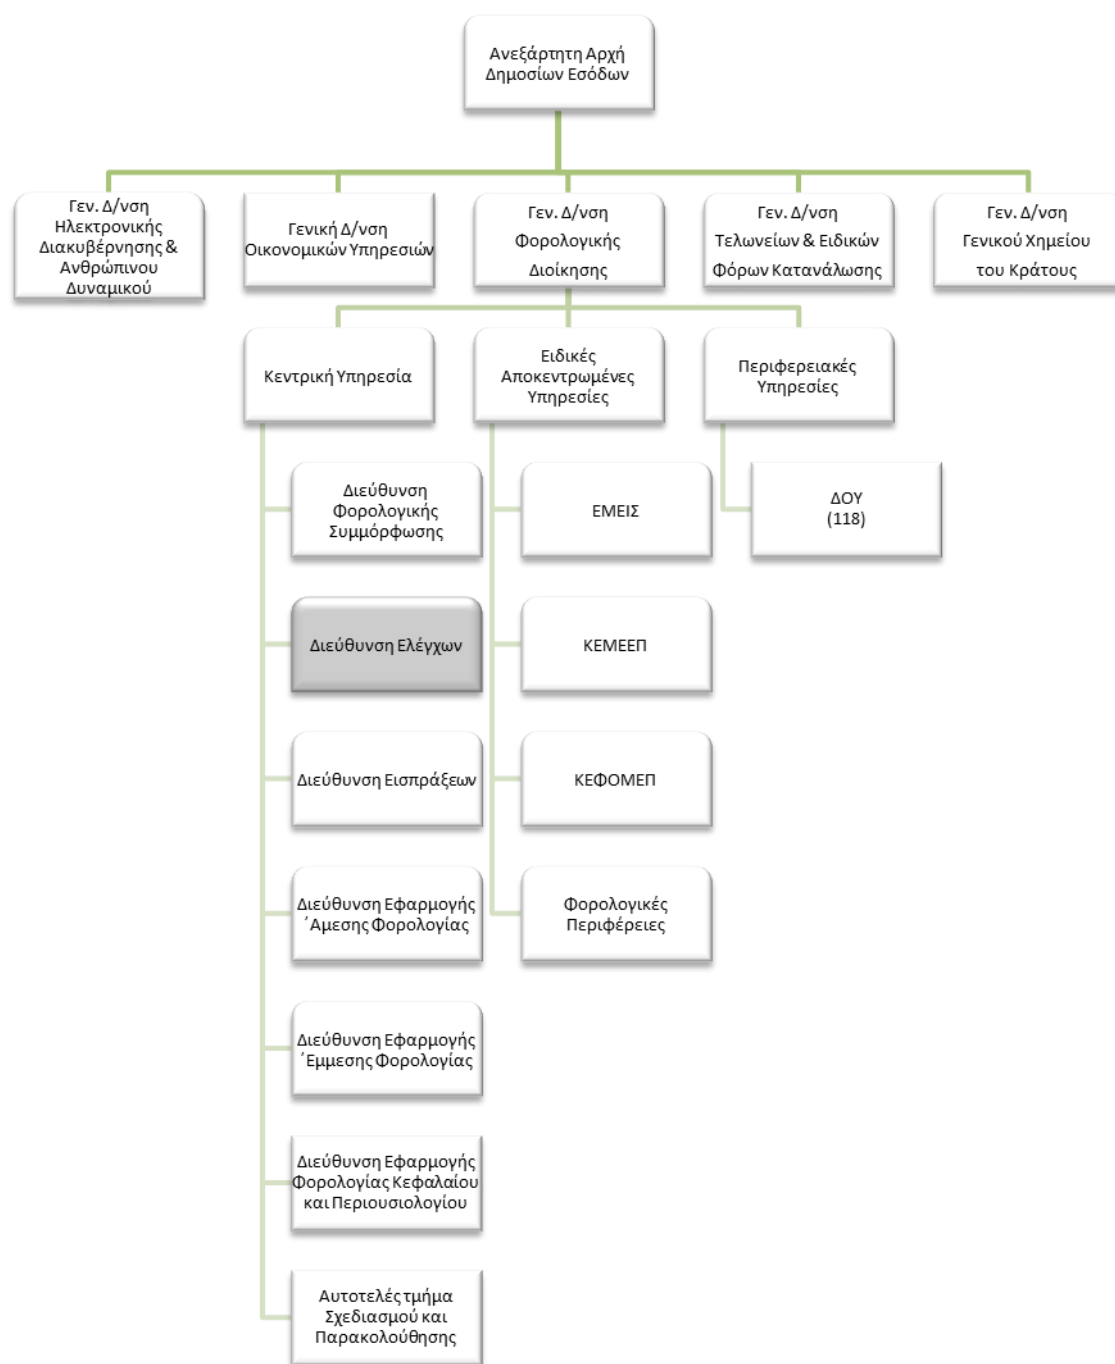 Ανεξάρτητη Αρχή
Δημοσίων Εσόδων
Γεν. Δ/νση
Ηλεκτρονικής
Διακυβέρνησης &
Ανθρώπινου
Δυναμικού
Γενική Δ/νση
Οικονομικών Υπηρεσιών
Γεν. Δ/νση
Φορολογικής
Διοίκησης
Γεν. Δ/νση
Τελωνείων & Ειδικών
Φόρων Κατανάλωσης
Γεν. Δ/νση
Γενικού Χημείου
του Κράτους
Κεντρική Υπηρεσία
Ειδικές
Αποκεντρωμένες
Υπηρεσίες
Περιφερειακές
Υπηρεσίες
Διεύθυνση
Φορολογικής
Συμμόρφωσης
ΕΜΕΙΣ
ΔΟΥ
(118)
Διεύθυνση Ελέγχων
ΚΕΜΕΕΠ
Διεύθυνση Εισπράξεων
ΚΕΦΟΜΕΠ
Διεύθυνση Εφαρμογής
΄Αμεσης Φορολογίας
Φορολογικές
Περιφέρειες
Διεύθυνση Εφαρμογής
΄Εμμεσης Φορολογίας
Διεύθυνση Εφαρμογής
Φορολογίας Κεφαλαίου
και Περιουσιολογίου
Αυτοτελές τμήμα
Σχεδιασμού και
Παρακολούθησης